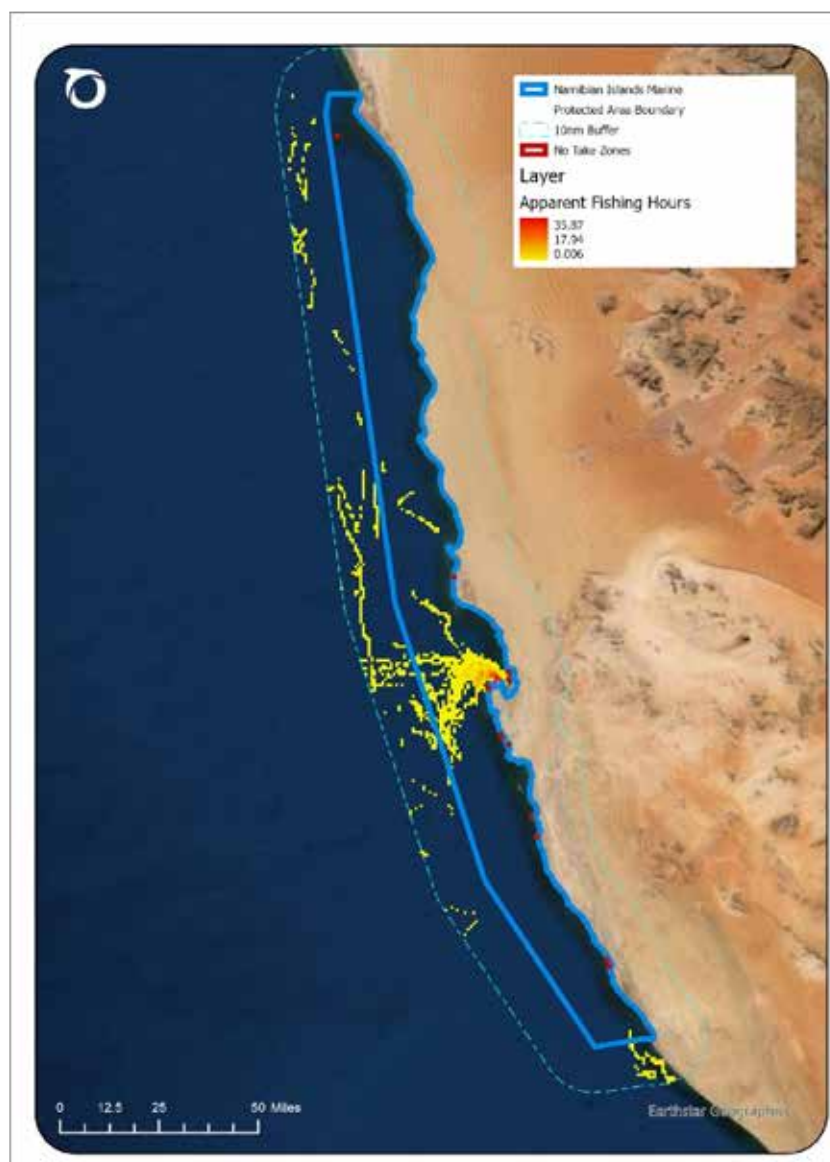 Namibian Islands Marine
Protected Area Boundary
10nm Buffer
No Take Zones
Layer
Apparent Fishing Hours
35.87
17.94
0.006
0 12.5 25 50 Miles
Earthstar Geographics